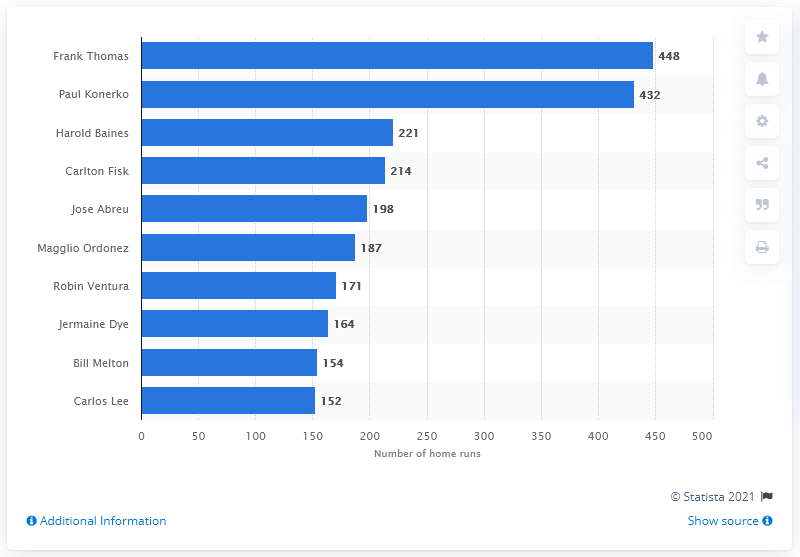 Frank Thomas 448
Paul Konerko 432
Harold Baines 221
Carlton Fisk 214
Jose Abreu 198
Magglio Ordonez 187
Robin Ventura 171
Jermaine Dye 164
Bill Melton 154
Carlos Lee 152
0 50 100 150 200 250 300 350 400 450 500
Number of home runs
© Statista 2021
Additional Information Show source